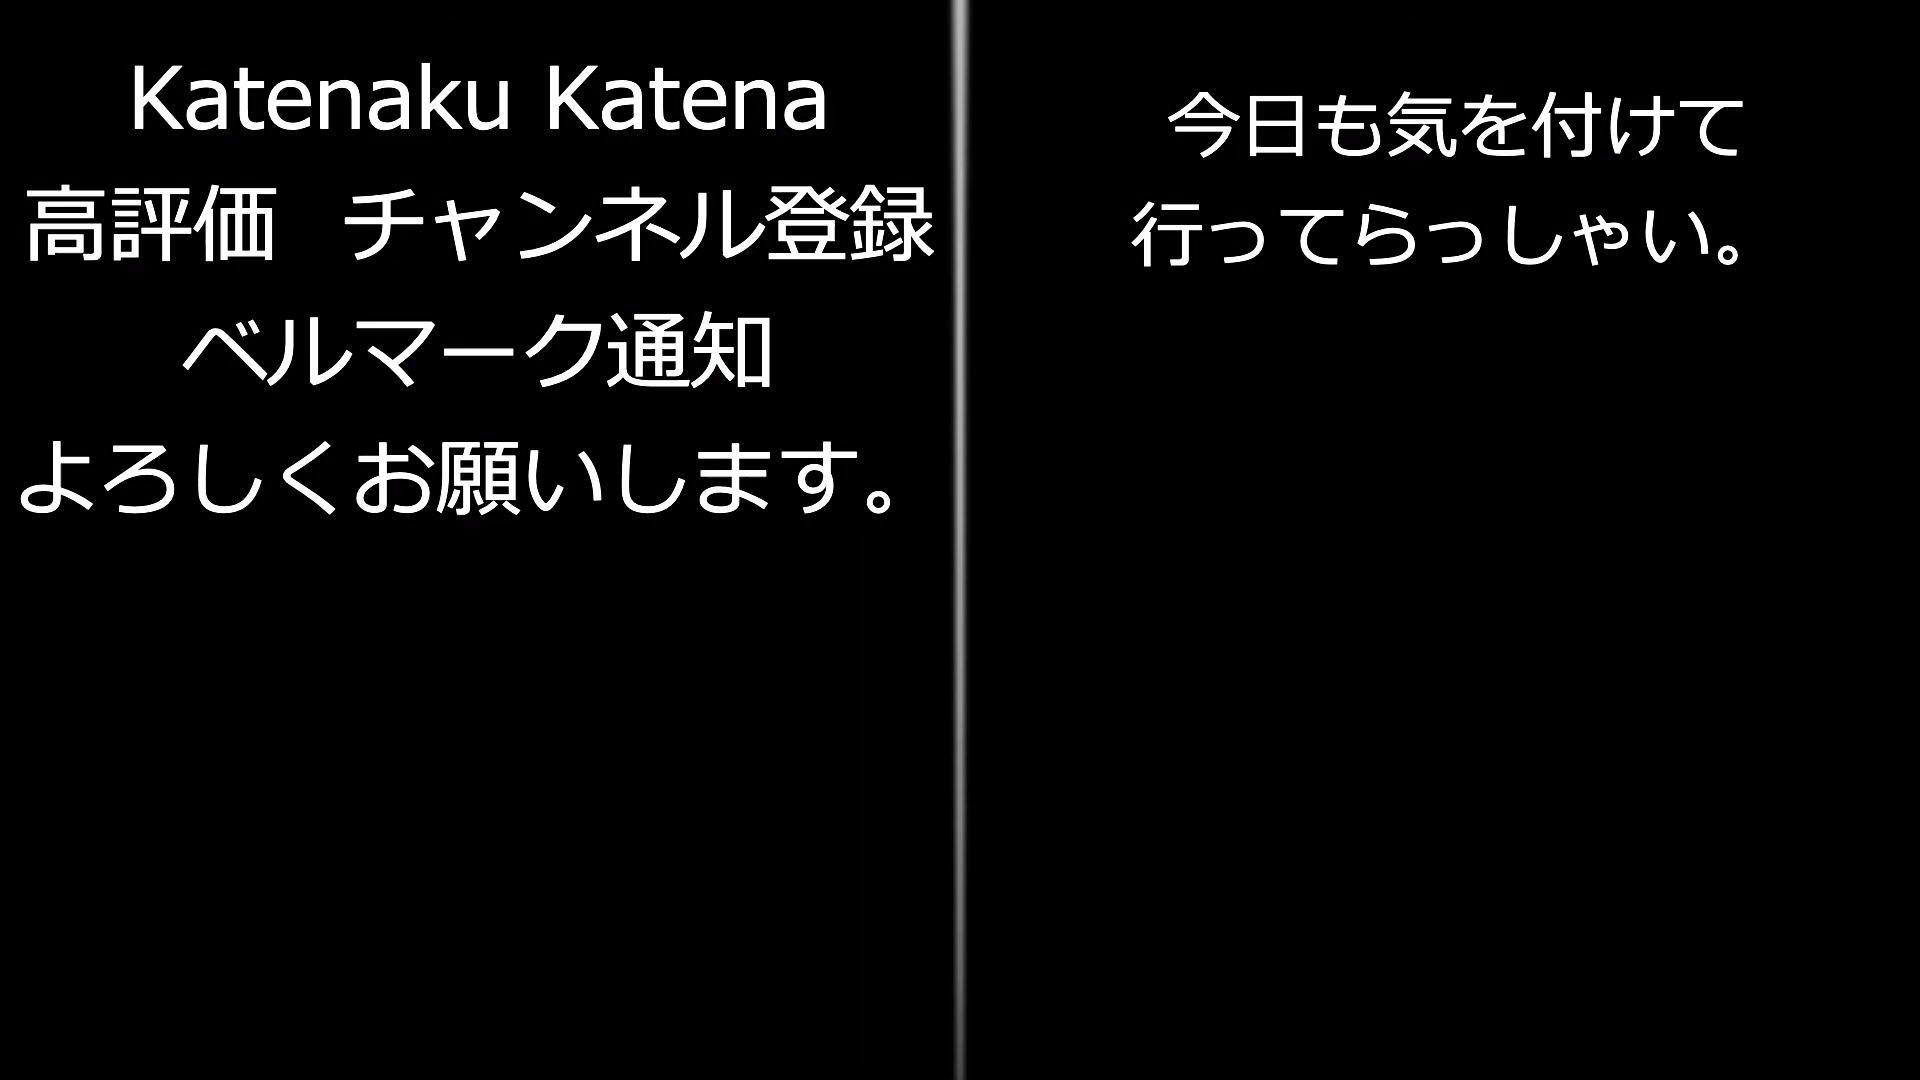 Katenaku Katena
高評価　チャンネル登録
ベルマーク通知
よろしくお願いします。
今日も気を付けて
行ってらっしゃい。